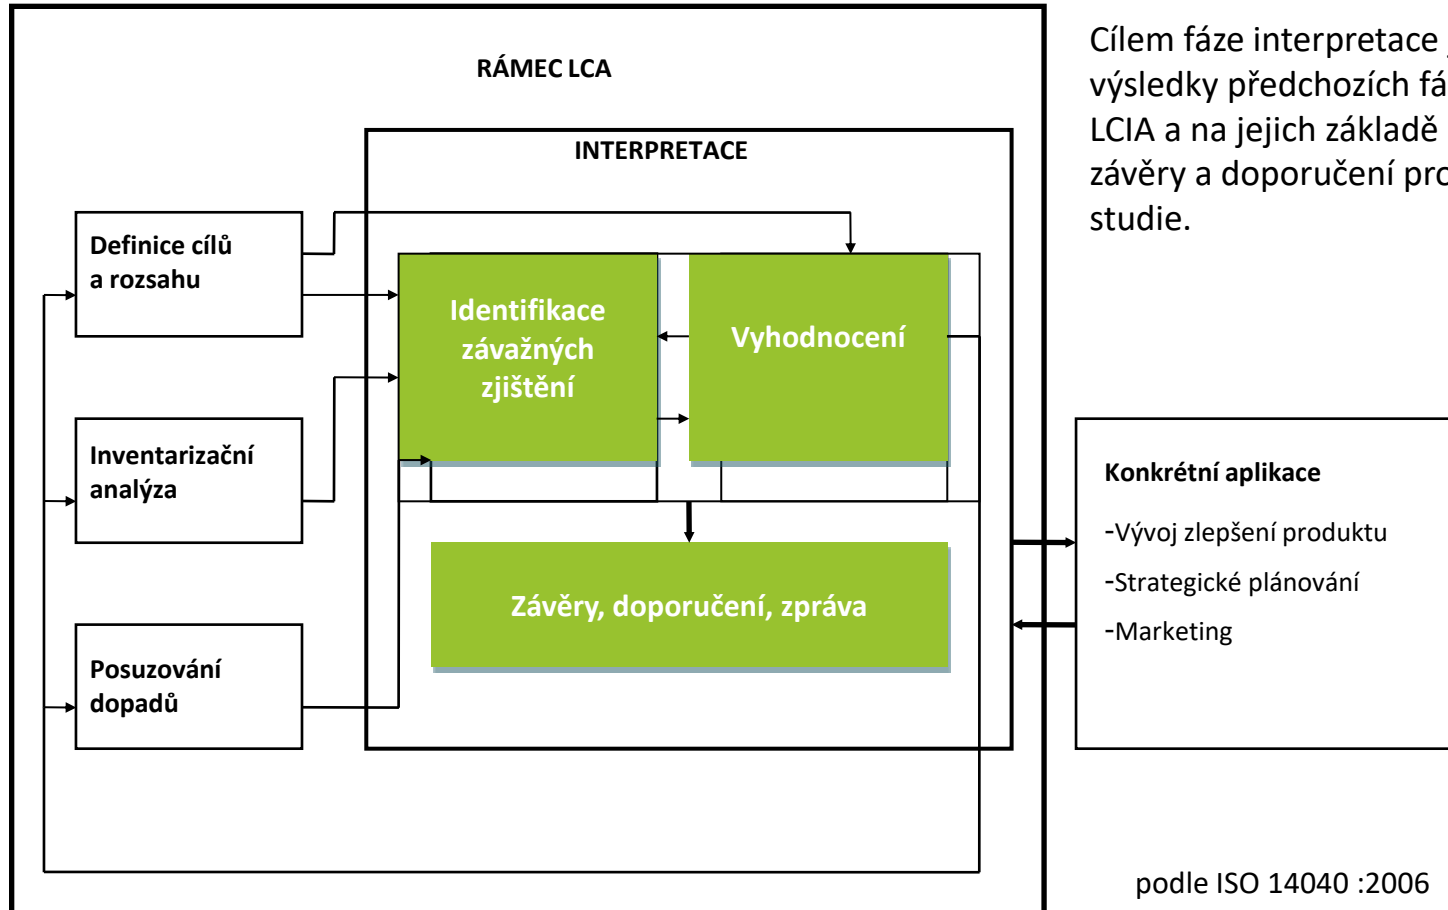 RÁMEC LCA
INTERPRETACE
Definice cílů
a rozsahu
Inventarizační
analýza
Posuzování
dopadů
Identifikace
závažných
zjištění
Vyhodnocení
Závěry, doporučení, zpráva
Cílem fáze interpretace
výsledky předchozích
LCIA a na jejich základě
závěry a doporučení
studie.
Konkrétní aplikace
-Vývoj zlepšení produktu
-Strategické plánování
-Marketing
podle ISO 14040 :2006